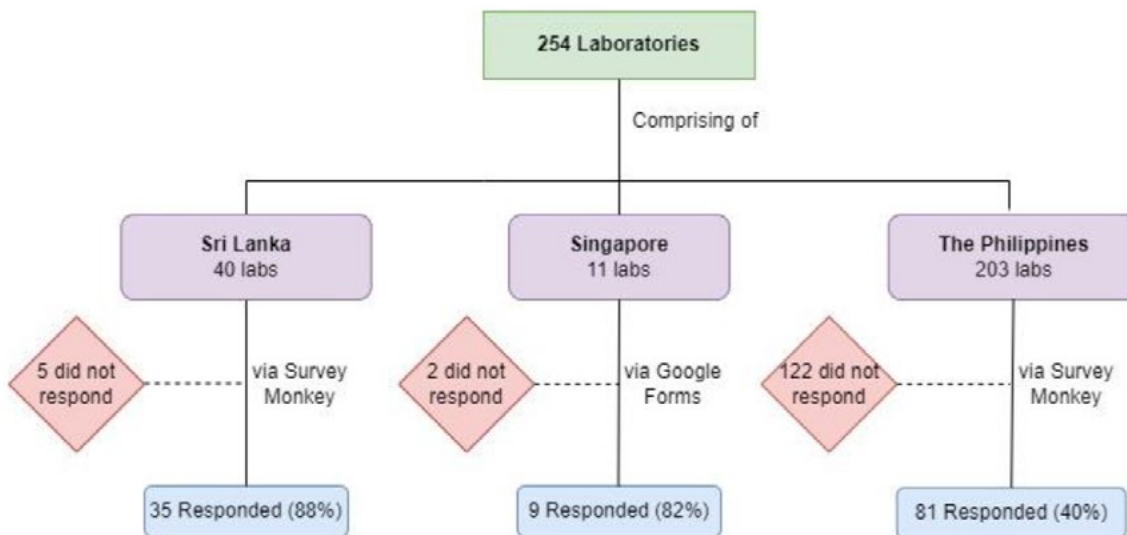 254 Laboratories
Comprising of
Sri Lanka
40 labs
Singapore
11 labs
The Philippines
203 labs
5 did not
respond
via Survey
Monkey
2 did not
respond
via Google
Forms
122 did not
respond
via Survey
Monkey
35 Responded (88%)
9 Responded (82%)
81 Responded (40%)